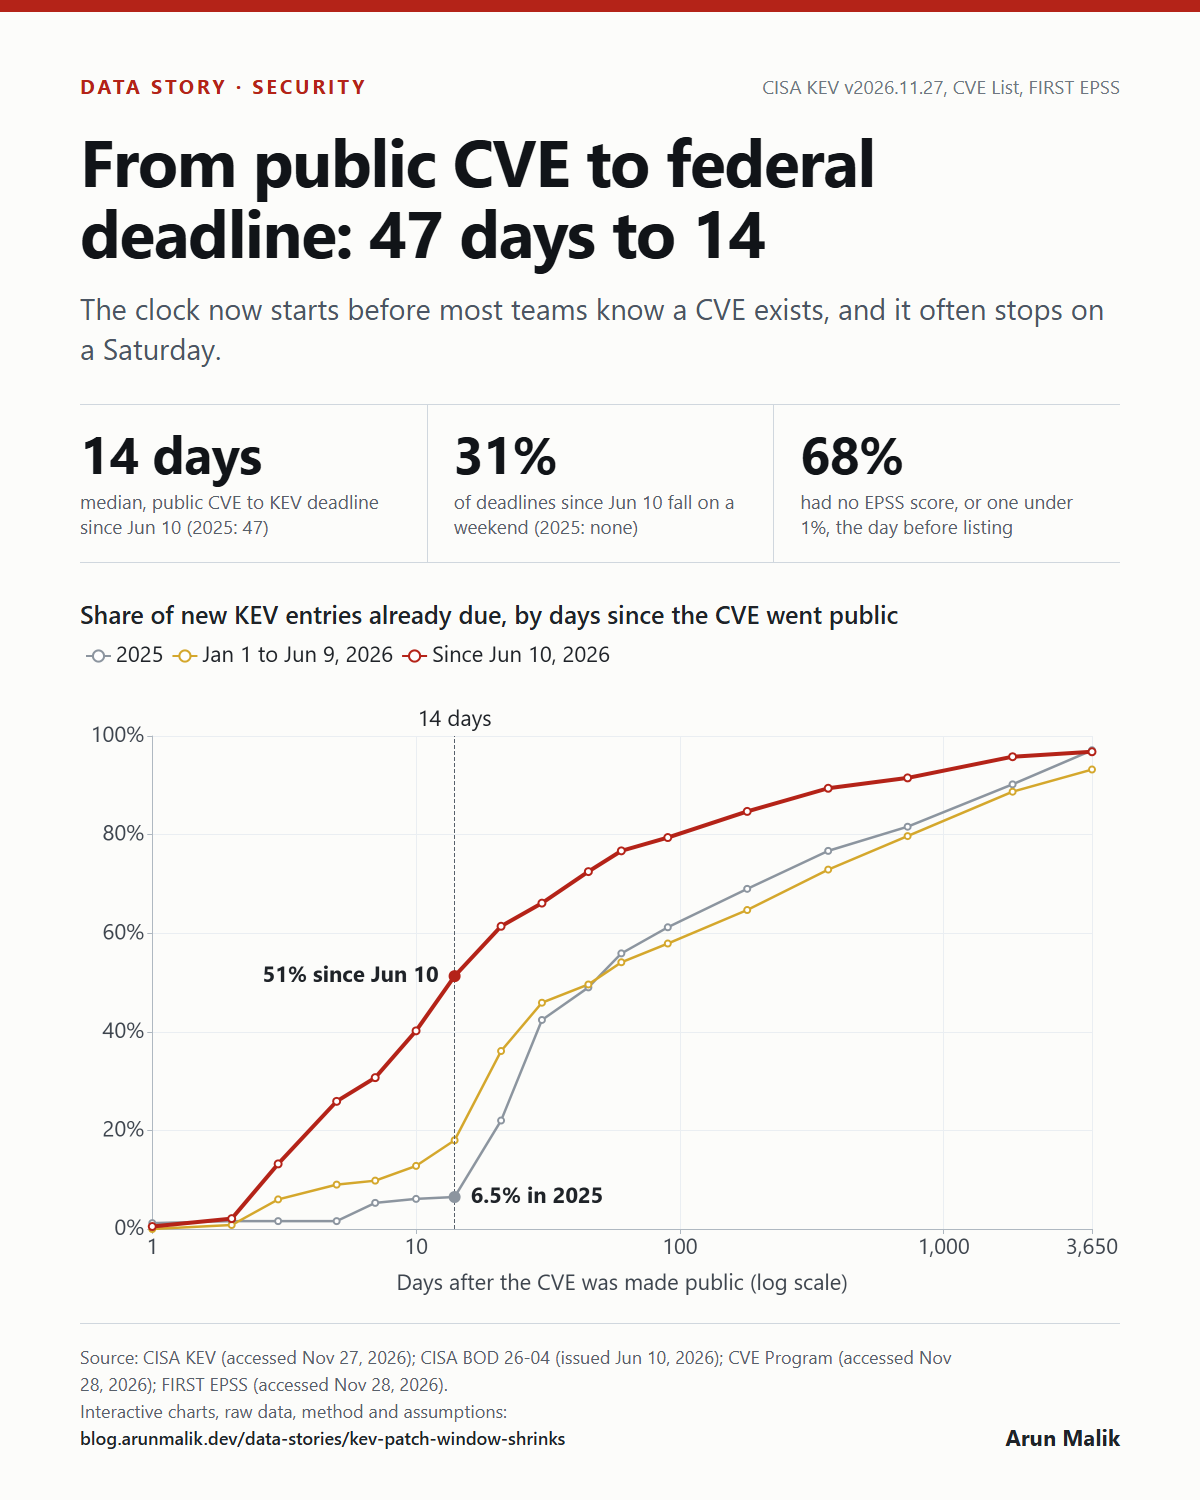 DATA STORY · SECURITY
CISA KEV v2026.11.27, CVE List, FIRST EPSS
From public CVE to federal
deadline: 47 days to 14
The clock now starts before most teams know a CVE exists, and it often stops on
a Saturday.
14 days
median, public CVE to KEV deadline
since Jun 10 (2025: 47)
31%
of deadlines since Jun 10 fall on a
weekend (2025: none)
68%
had no EPSS score, or one under
1%, the day before listing
Share of new KEV entries already due, by days since the CVE went public
2025 Jan 1 to Jun 9, 2026 Since Jun 10, 2026
14 days
100%
80%
60%
51% since Jun 10
40%
20%
6.5% in 2025
0%
1 10 100 1,000 3,650
Days after the CVE was made public (log scale)
Source: CISA KEV (accessed Nov 27, 2026); CISA BOD 26-04 (issued Jun 10, 2026); CVE Program (accessed Nov
28, 2026); FIRST EPSS (accessed Nov 28, 2026).
Interactive charts, raw data, method and assumptions:
blog.arunmalik.dev/data-stories/kev-patch-window-shrinks
Arun Malik